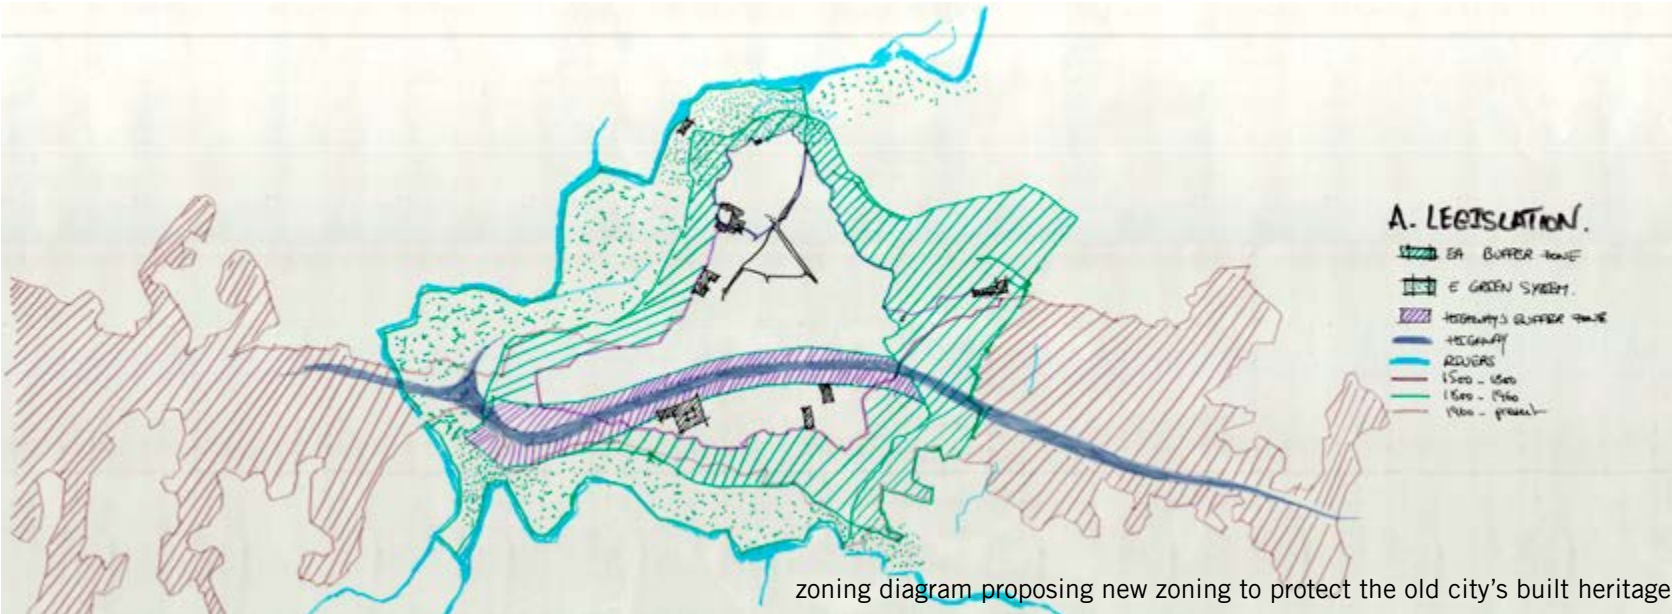 A. LEGISLATION.
EA BUFFER ZONE
E GREEN SYSTEM.
HIGHWAYS BUFFER ZONE
HIGHWAY
RIVERS
1500 - 1800
1800 - 1960
1960 - present
zoning diagram proposing new zoning to protect the old city's built heritage